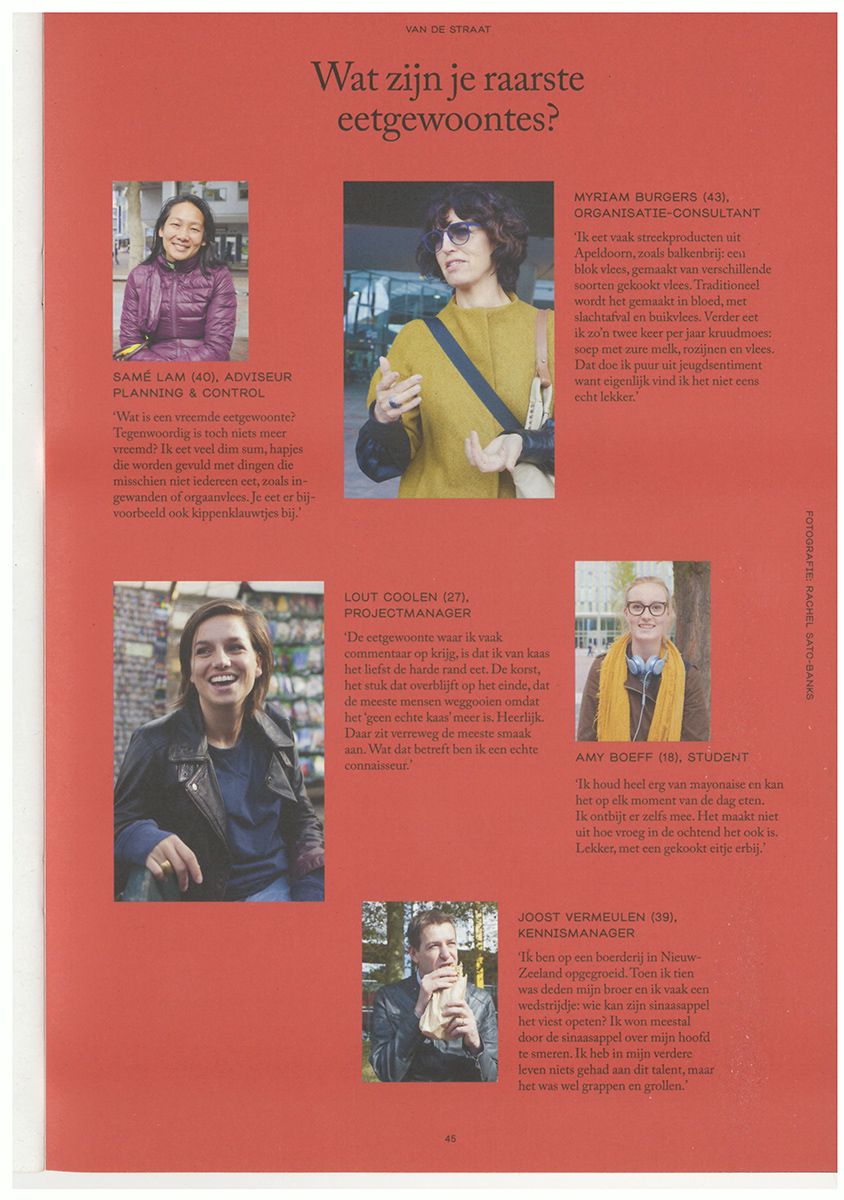 VAN DE STRAAT
Wat zijn je raarste
eetgewoontes?
SAMÉ LAM (40), ADVISEUR
PLANNING & CONTROL
‘Wat is een vreemde eetgewoonte?
Tegenwoordig is toch niets meer
vreemd? Ik eet veel dim sum, hapjes
die worden gevuld met dingen die
misschien niet iedereen eet, zoals in-
gewanden of orgaanvlees. Je eet er bij-
voorbeeld ook kippenklauwtjes bij.’
MYRIAM BURGERS (43),
ORGANISATIE-CONSULTANT
‘Ik eet vaak streekproducten uit
Apeldoorn, zoals balkenbrij: een
blok vlees, gemaakt van verschillende
soorten gekookt vlees. Traditioneel
wordt het gemaakt in bloed, met
slachtafval en buikvlees. Verder eet
ik zo’n twee keer per jaar kruudmoes:
soep met zure melk, rozijnen en vlees.
Dat doe ik puur uit jeugdsentiment
want eigenlijk vind ik het niet eens
echt lekker.’
LOUT COOLEN (27),
PROJECTMANAGER
‘De eetgewoonte waar ik vaak
commentaar op krijg, is dat ik van kaas
het liefst de harde rand eet. De korst,
het stuk dat overblijft op het einde, dat
de meeste mensen weggooien omdat
het ‘geen echte kaas’ meer is. Heerlijk.
Daar zit verreweg de meeste smaak
aan. Wat dat betreft ben ik een echte
connaisseur.’
AMY BOEFF (18), STUDENT
‘Ik houd heel erg van mayonaise en kan
het op elk moment van de dag eten.
Ik ontbijt er zelfs mee. Het maakt niet
uit hoe vroeg in de ochtend het ook is.
Lekker, met een gekookt eitje erbij.’
JOOST VERMEULEN (39),
KENNISMANAGER
‘Ik ben op een boerderij in Nieuw-
Zeeland opgegroeid. Toen ik tien
was deden mijn broer en ik vaak een
wedstrijdje: wie kan zijn sinaasappel
het viest opeten? Ik won meestal
door de sinaasappel over mijn hoofd
te smeren. Ik heb in mijn verdere
leven niets gehad aan dit talent, maar
het was wel grappen en grollen.’
FOTOGRAFIE: RACHEL SATO-BANKS
45